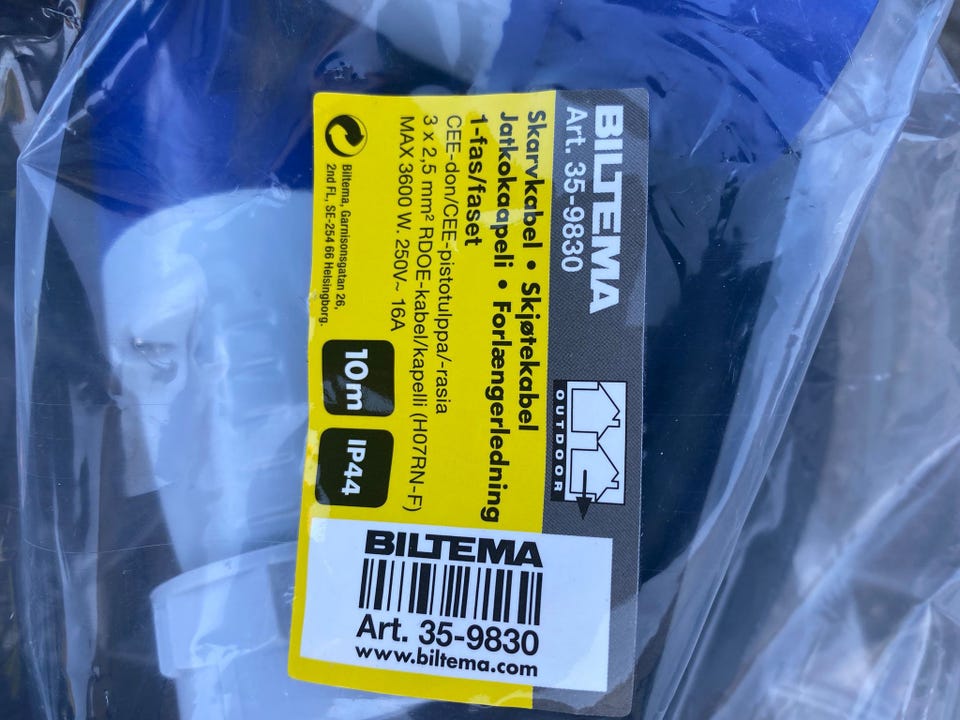 BILTEMA
Art. 35-9830
OUTDOOR
Skarvkabel • Skjøtekabel
Jatkokaapeli • Forlængerledning
1-fas/faset
CEE-don/CEE-pistotulppa/-rasia
3 x 2,5 mm² RDOE-kabel/kapelli (H07RN-F)
MAX 3600 W. 250V~ 16A
10 m
IP44
Biltema, Garnisonsgatan 26,
2nd FL, SE-254 66 Helsingborg.
BILTEMA
Art. 35-9830
www.biltema.com